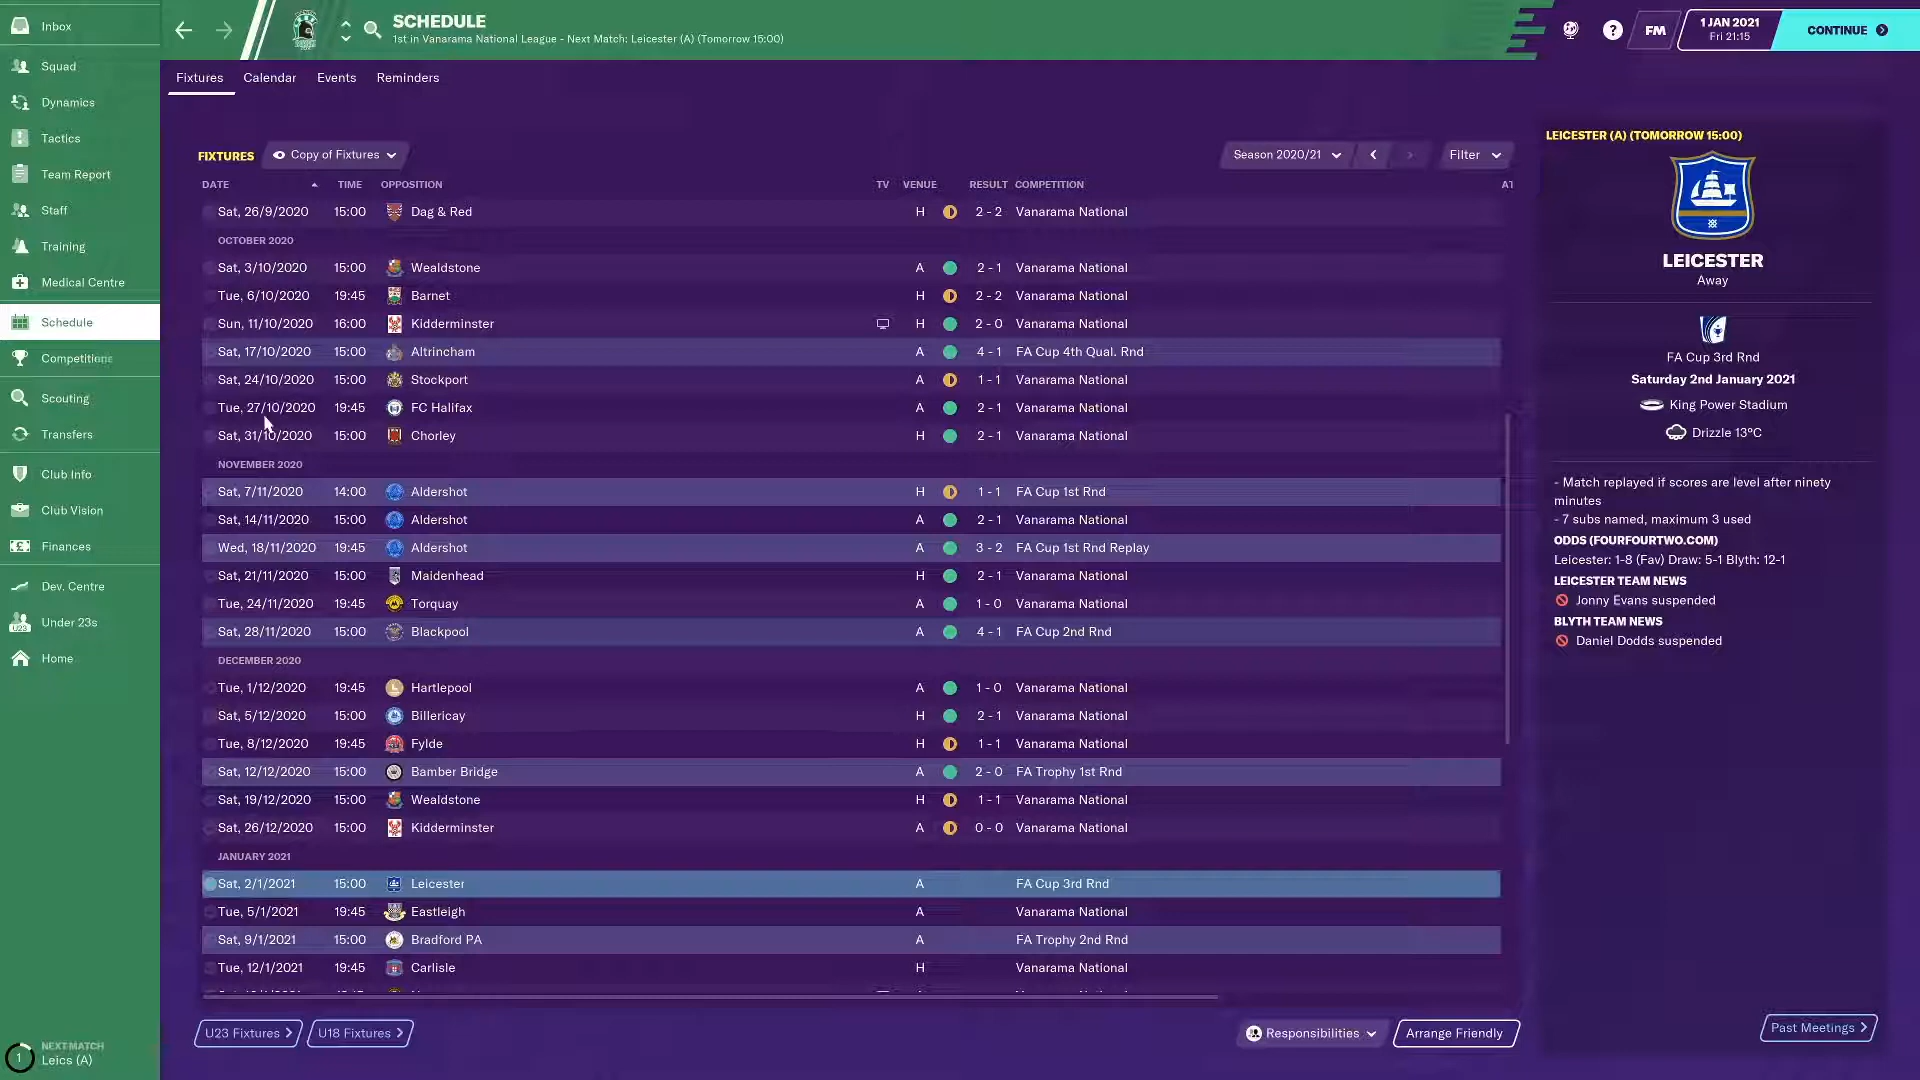 Inbox
Squad
Dynamics
Tactics
Team Report
Staff
Training
Medical Centre
Schedule
Competitions
Scouting
Transfers
Club Info
Club Vision
Finances
Dev. Centre
U23
Under 23s
Home
1
NEXT MATCH
Leics (A)
SCHEDULE
1st in Vanarama National League - Next Match: Leicester (A) (Tomorrow 15:00)
?
FM
1 JAN 2021
Fri 21:15
CONTINUE
Fixtures Calendar Events Reminders
FIXTURES Copy of Fixtures Season 2020/21 Filter
DATE TIME OPPOSITION TV VENUE RESULT COMPETITION
Sat, 26/9/2020 15:00 Dag & Red H 2 - 2 Vanarama National
OCTOBER 2020
Sat, 3/10/2020 15:00 Wealdstone A 2 - 1 Vanarama National
Tue, 6/10/2020 19:45 Barnet H 2 - 2 Vanarama National
Sun, 11/10/2020 16:00 Kidderminster H 2 - 0 Vanarama National
Sat, 17/10/2020 15:00 Altrincham A 4 - 1 FA Cup 4th Qual. Rnd
Sat, 24/10/2020 15:00 Stockport A 1 - 1 Vanarama National
Tue, 27/10/2020 19:45 FC Halifax A 2 - 1 Vanarama National
Sat, 31/10/2020 15:00 Chorley H 2 - 1 Vanarama National
NOVEMBER 2020
Sat, 7/11/2020 14:00 Aldershot H 1 - 1 FA Cup 1st Rnd
Sat, 14/11/2020 15:00 Aldershot A 2 - 1 Vanarama National
Wed, 18/11/2020 19:45 Aldershot A 3 - 2 FA Cup 1st Rnd Replay
Sat, 21/11/2020 15:00 Maidenhead H 2 - 1 Vanarama National
Tue, 24/11/2020 19:45 Torquay A 1 - 0 Vanarama National
Sat, 28/11/2020 15:00 Blackpool A 4 - 1 FA Cup 2nd Rnd
DECEMBER 2020
Tue, 1/12/2020 19:45 Hartlepool A 1 - 0 Vanarama National
Sat, 5/12/2020 15:00 Billericay H 2 - 1 Vanarama National
Tue, 8/12/2020 19:45 Fylde H 1 - 1 Vanarama National
Sat, 12/12/2020 15:00 Bamber Bridge A 2 - 0 FA Trophy 1st Rnd
Sat, 19/12/2020 15:00 Wealdstone H 1 - 1 Vanarama National
Sat, 26/12/2020 15:00 Kidderminster A 0 - 0 Vanarama National
JANUARY 2021
Sat, 2/1/2021 15:00 Leicester A FA Cup 3rd Rnd
Tue, 5/1/2021 19:45 Eastleigh A Vanarama National
Sat, 9/1/2021 15:00 Bradford PA A FA Trophy 2nd Rnd
Tue, 12/1/2021 19:45 Carlisle H Vanarama National
U23 Fixtures U18 Fixtures Responsibilities Arrange Friendly
LEICESTER (A) (TOMORROW 15:00)
LEICESTER
Away
FA Cup 3rd Rnd
Saturday 2nd January 2021
King Power Stadium
Drizzle 13°C
- Match replayed if scores are level after ninety
minutes
- 7 subs named, maximum 3 used
ODDS (FOURFOURTWO.COM)
Leicester: 1-8 (Fav) Draw: 5-1 Blyth: 12-1
LEICESTER TEAM NEWS
Jonny Evans suspended
BLYTH TEAM NEWS
Daniel Dodds suspended
Past Meetings